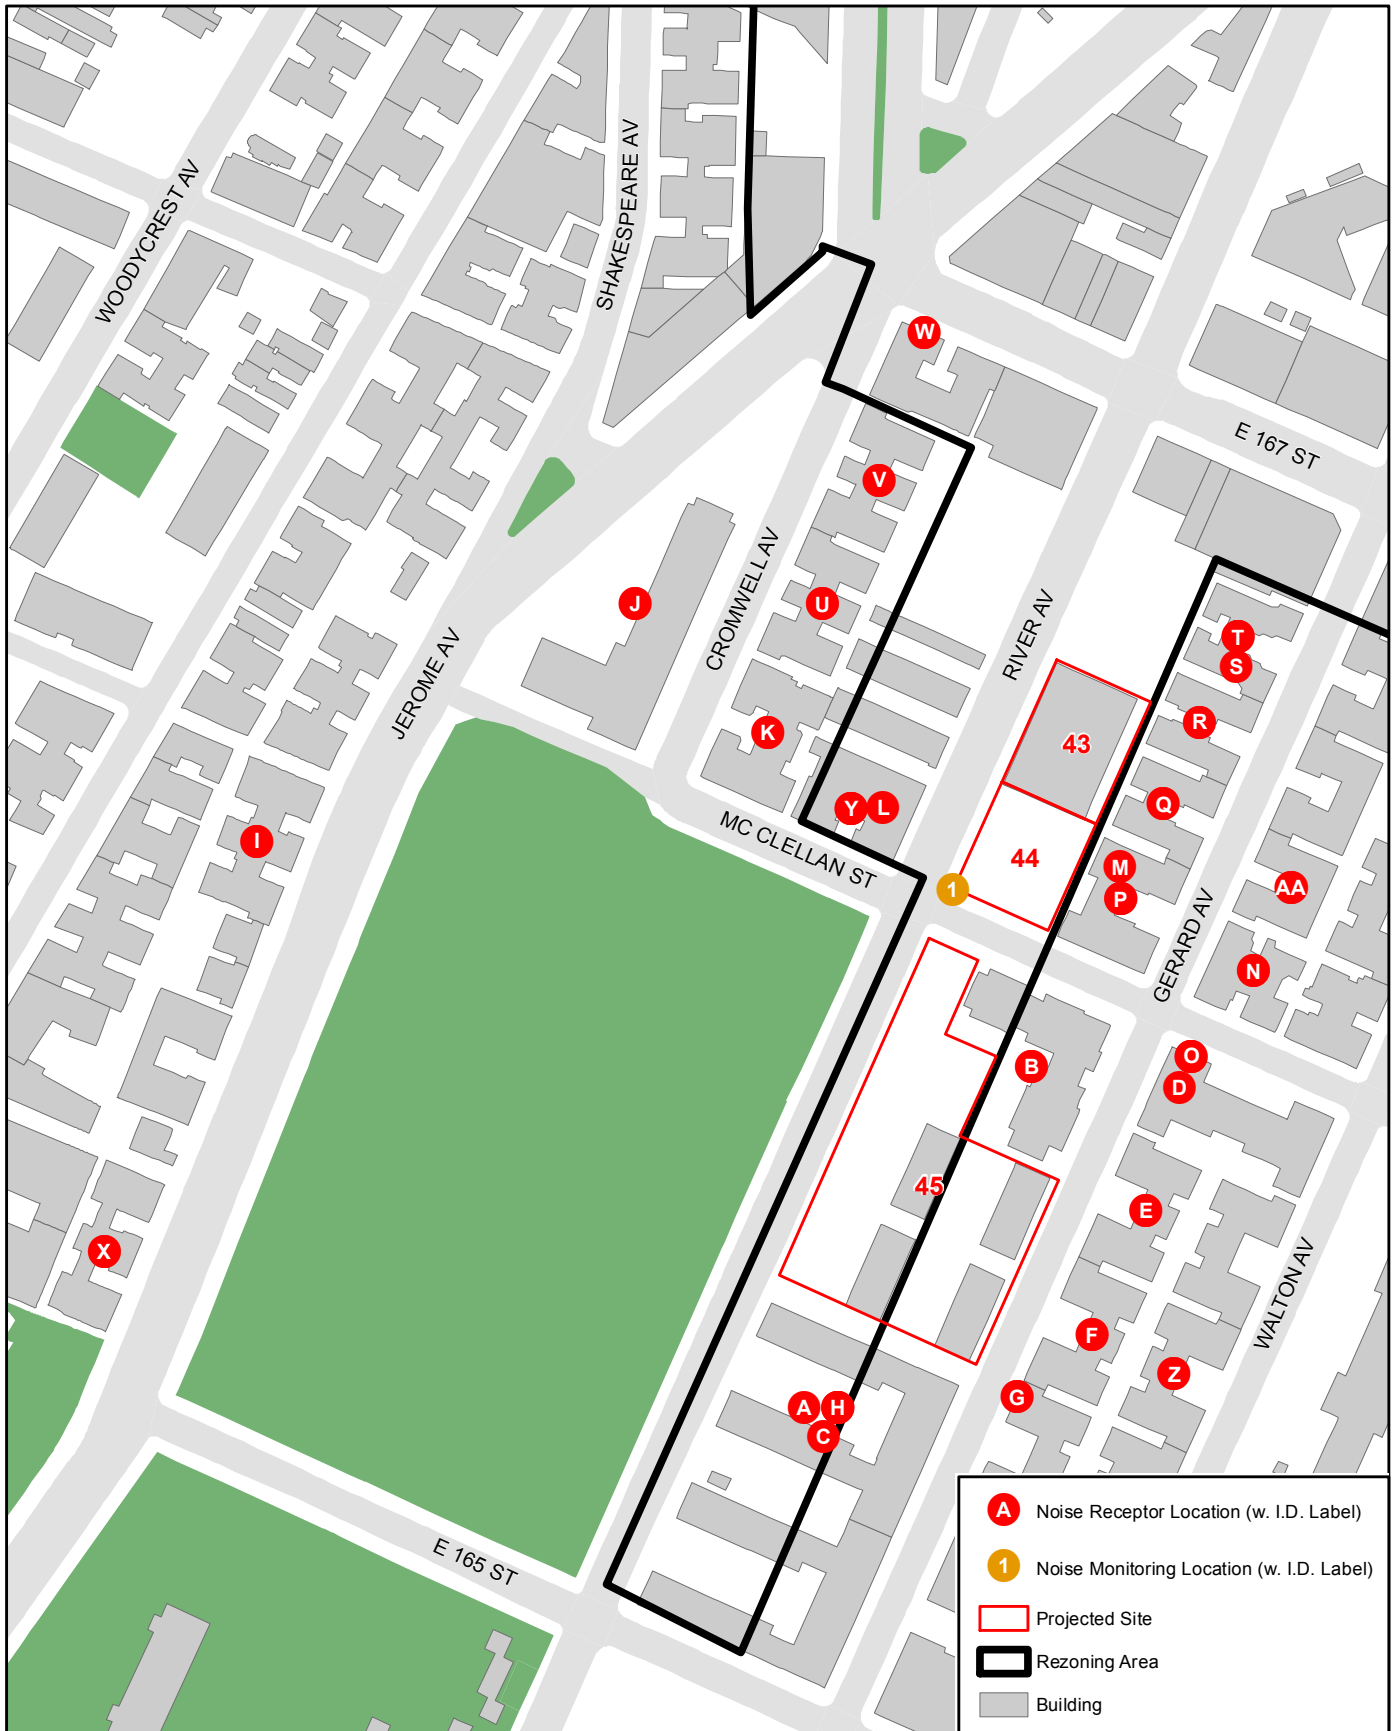 WOODYCREST AV
SHAKESPEARE AV
W
E 167 ST
V
CROMWELL AV
J
U
RIVER AV
JEROME AV
T
S
R
K
43
Q
Y L
I
MC CLELLAN ST
44
M
P
AA
1
GERARD AV
N
O
B
D
45
E
X
WALTON AV
F
Z
G
A H
C
E 165 ST
A Noise Receptor Location (w. I.D. Label)
1 Noise Monitoring Location (w. I.D. Label)
Projected Site
Rezoning Area
Building